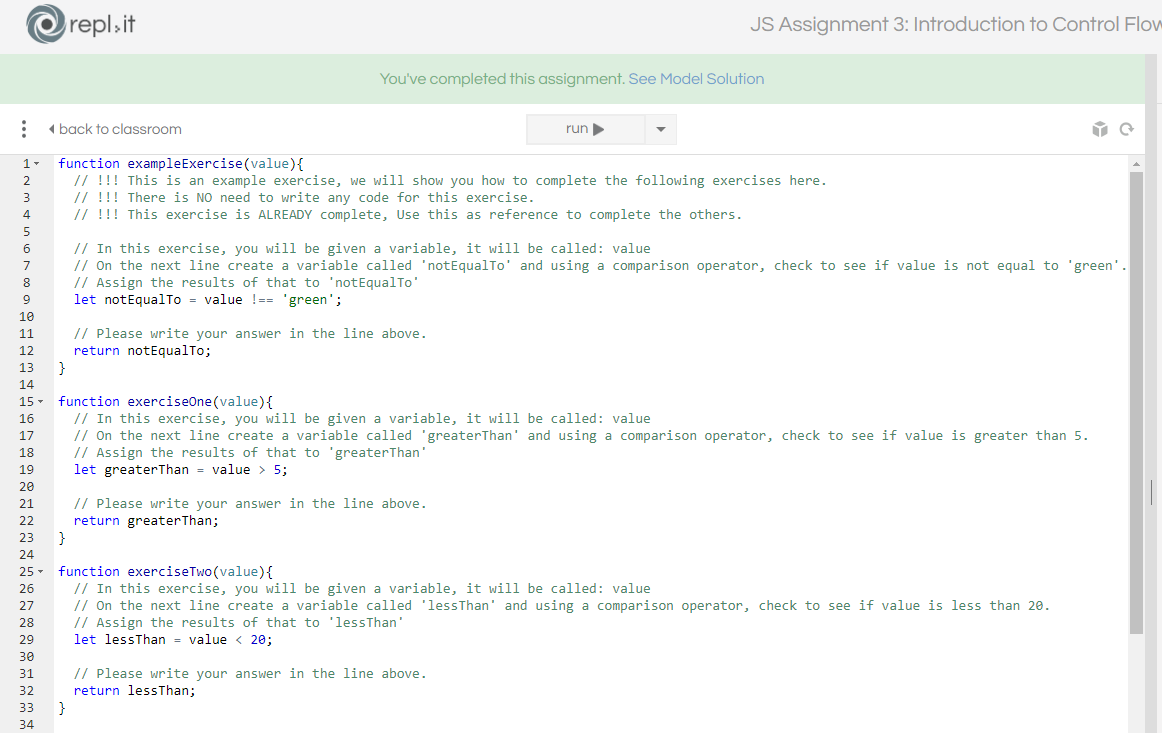 repl.it
JS Assignment 3: Introduction to Control Flow
You've completed this assignment. See Model Solution
back to classroom
run
1 function exampleExercise(value){
2 // !!! This is an example exercise, we will show you how to complete the following exercises here.
3 // !!! There is NO need to write any code for this exercise.
4 // !!! This exercise is ALREADY complete, Use this as reference to complete the others.
5
6 // In this exercise, you will be given a variable, it will be called: value
7 // On the next line create a variable called 'notEqualTo' and using a comparison operator, check to see if value is not equal to 'green'.
8 // Assign the results of that to 'notEqualTo'
9 let notEqualTo = value !== 'green';
10
11 // Please write your answer in the line above.
12 return notEqualTo;
13 }
14
15 function exerciseOne(value){
16 // In this exercise, you will be given a variable, it will be called: value
17 // On the next line create a variable called 'greaterThan' and using a comparison operator, check to see if value is greater than 5.
18 // Assign the results of that to 'greaterThan'
19 let greaterThan = value > 5;
20
21 // Please write your answer in the line above.
22 return greaterThan;
23 }
24
25 function exerciseTwo(value){
26 // In this exercise, you will be given a variable, it will be called: value
27 // On the next line create a variable called 'lessThan' and using a comparison operator, check to see if value is less than 20.
28 // Assign the results of that to 'lessThan'
29 let lessThan = value < 20;
30
31 // Please write your answer in the line above.
32 return lessThan;
33 }
34